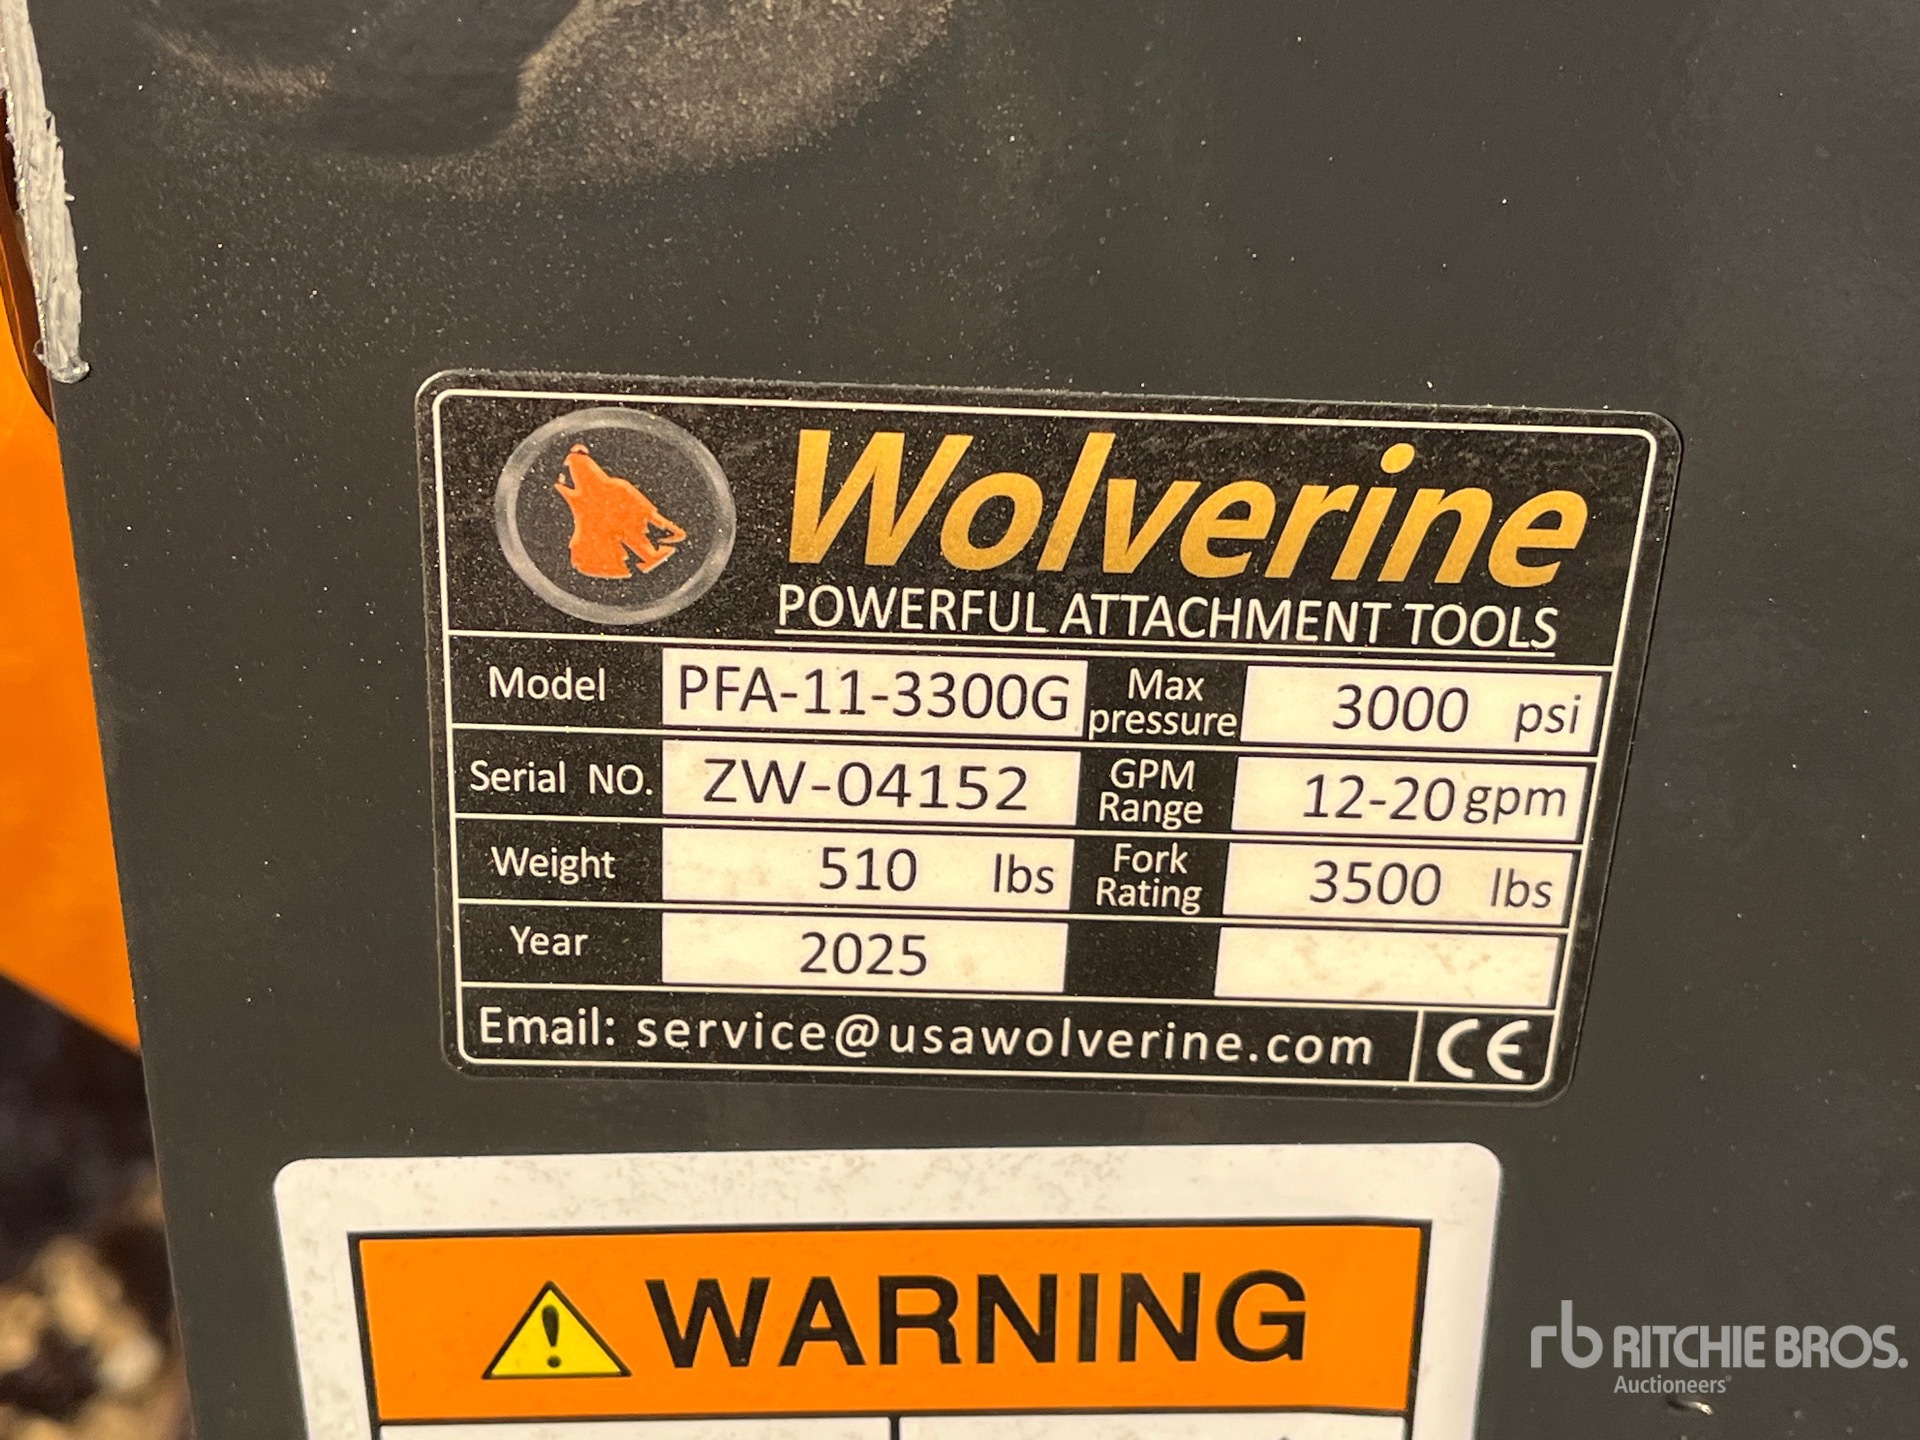 Wolverine
POWERFUL ATTACHMENT TOOLS
Model PFA-11-3300G Max pressure 3000 psi
Serial NO. ZW-04152 GPM Range 12-20 gpm
Weight 510 lbs Fork Rating 3500 lbs
Year 2025
Email: service@usawolverine.com CE
WARNING
rb RITCHIE BROS.
Auctioneers